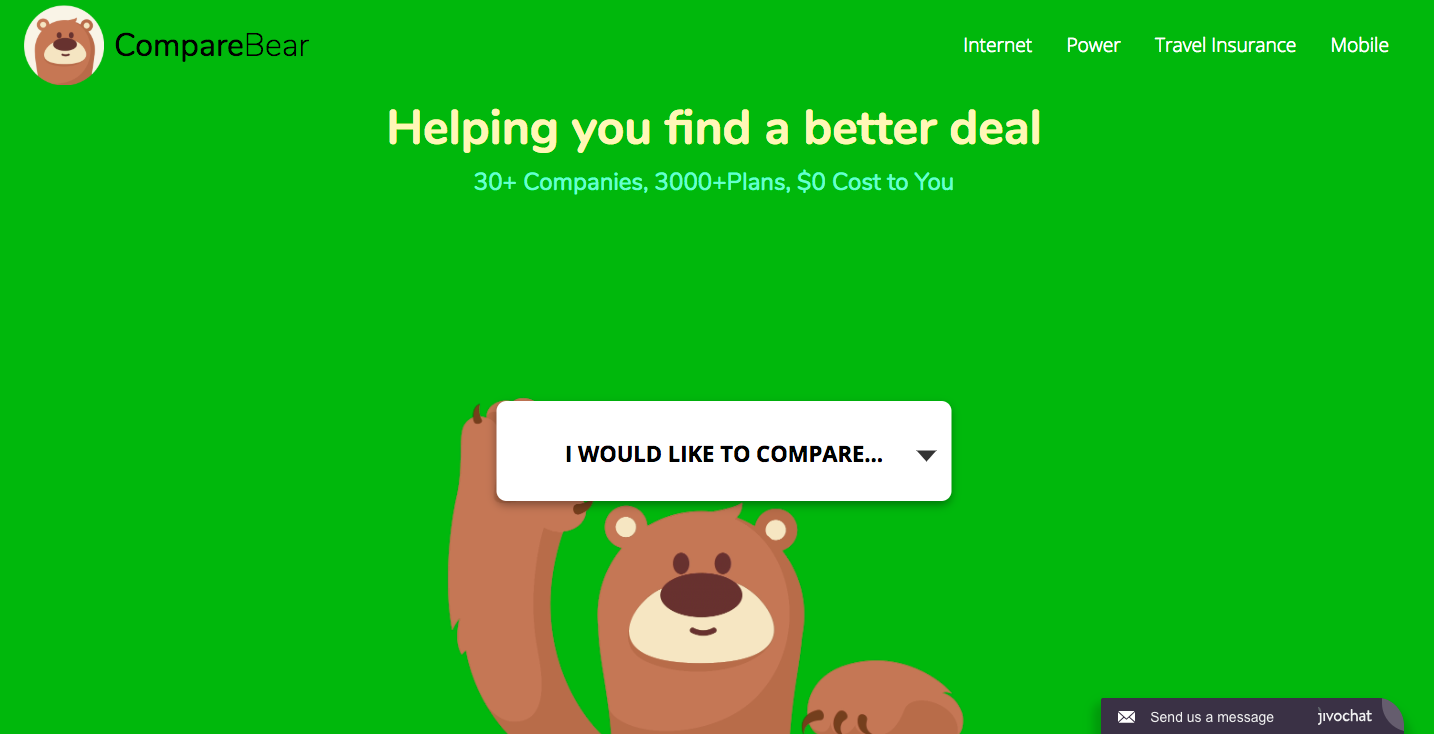 CompareBear
Internet Power Travel Insurance Mobile
Helping you find a better deal
30+ Companies, 3000+Plans, $0 Cost to You
I WOULD LIKE TO COMPARE...
Send us a message jivochat